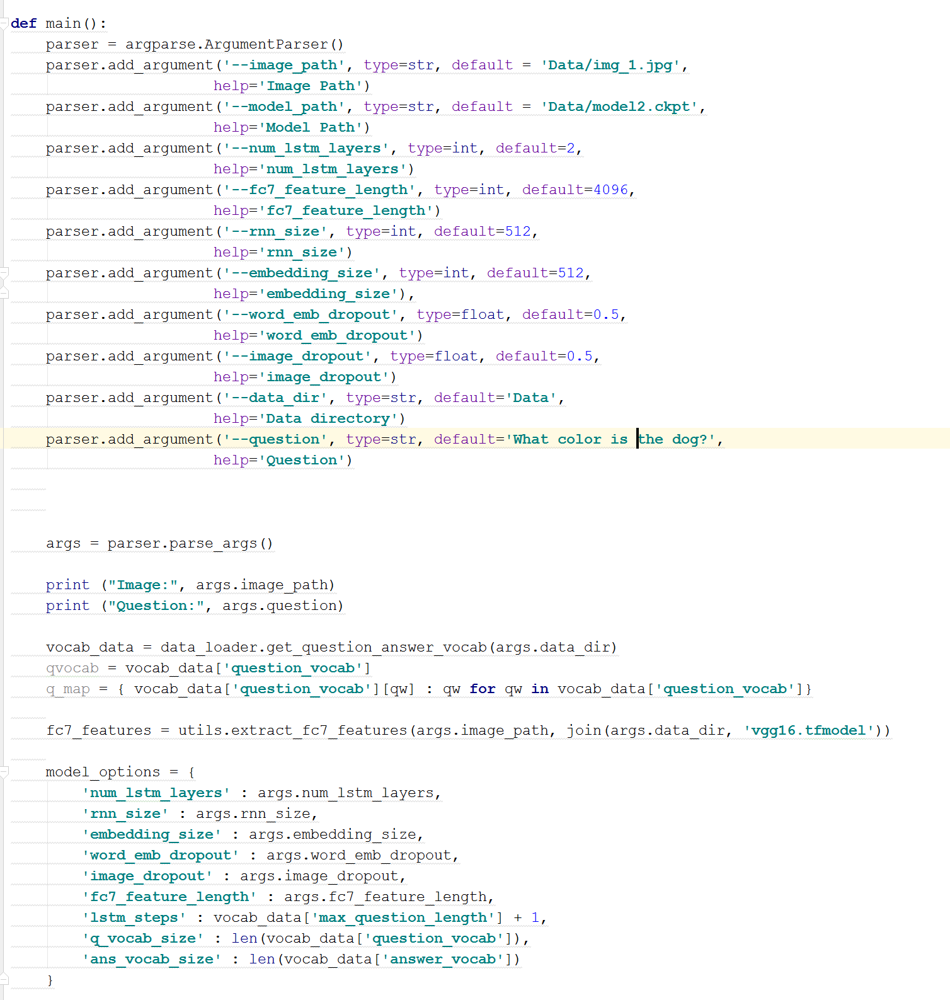 def main():
    parser = argparse.ArgumentParser()
    parser.add_argument('--image_path', type=str, default = 'Data/img_1.jpg',
                       help='Image Path')
    parser.add_argument('--model_path', type=str, default = 'Data/model2.ckpt',
                       help='Model Path')
    parser.add_argument('--num_lstm_layers', type=int, default=2,
                       help='num_lstm_layers')
    parser.add_argument('--fc7_feature_length', type=int, default=4096,
                       help='fc7_feature_length')
    parser.add_argument('--rnn_size', type=int, default=512,
                       help='rnn_size')
    parser.add_argument('--embedding_size', type=int, default=512,
                       help='embedding_size'),
    parser.add_argument('--word_emb_dropout', type=float, default=0.5,
                       help='word_emb_dropout')
    parser.add_argument('--image_dropout', type=float, default=0.5,
                       help='image_dropout')
    parser.add_argument('--data_dir', type=str, default='Data',
                       help='Data directory')
    parser.add_argument('--question', type=str, default='What color is the dog?',
                       help='Question')
    args = parser.parse_args()
    print ("Image:", args.image_path)
    print ("Question:", args.question)
    vocab_data = data_loader.get_question_answer_vocab(args.data_dir)
    qvocab = vocab_data['question_vocab']
    q_map = { vocab_data['question_vocab'][qw] : qw for qw in vocab_data['question_vocab']}
    fc7_features = utils.extract_fc7_features(args.image_path, join(args.data_dir, 'vgg16.tfmodel'))
    model_options = {
        'num_lstm_layers' : args.num_lstm_layers,
        'rnn_size' : args.rnn_size,
        'embedding_size' : args.embedding_size,
        'word_emb_dropout' : args.word_emb_dropout,
        'image_dropout' : args.image_dropout,
        'fc7_feature_length' : args.fc7_feature_length,
        'lstm_steps' : vocab_data['max_question_length'] + 1,
        'q_vocab_size' : len(vocab_data['question_vocab']),
        'ans_vocab_size' : len(vocab_data['answer_vocab'])
    }